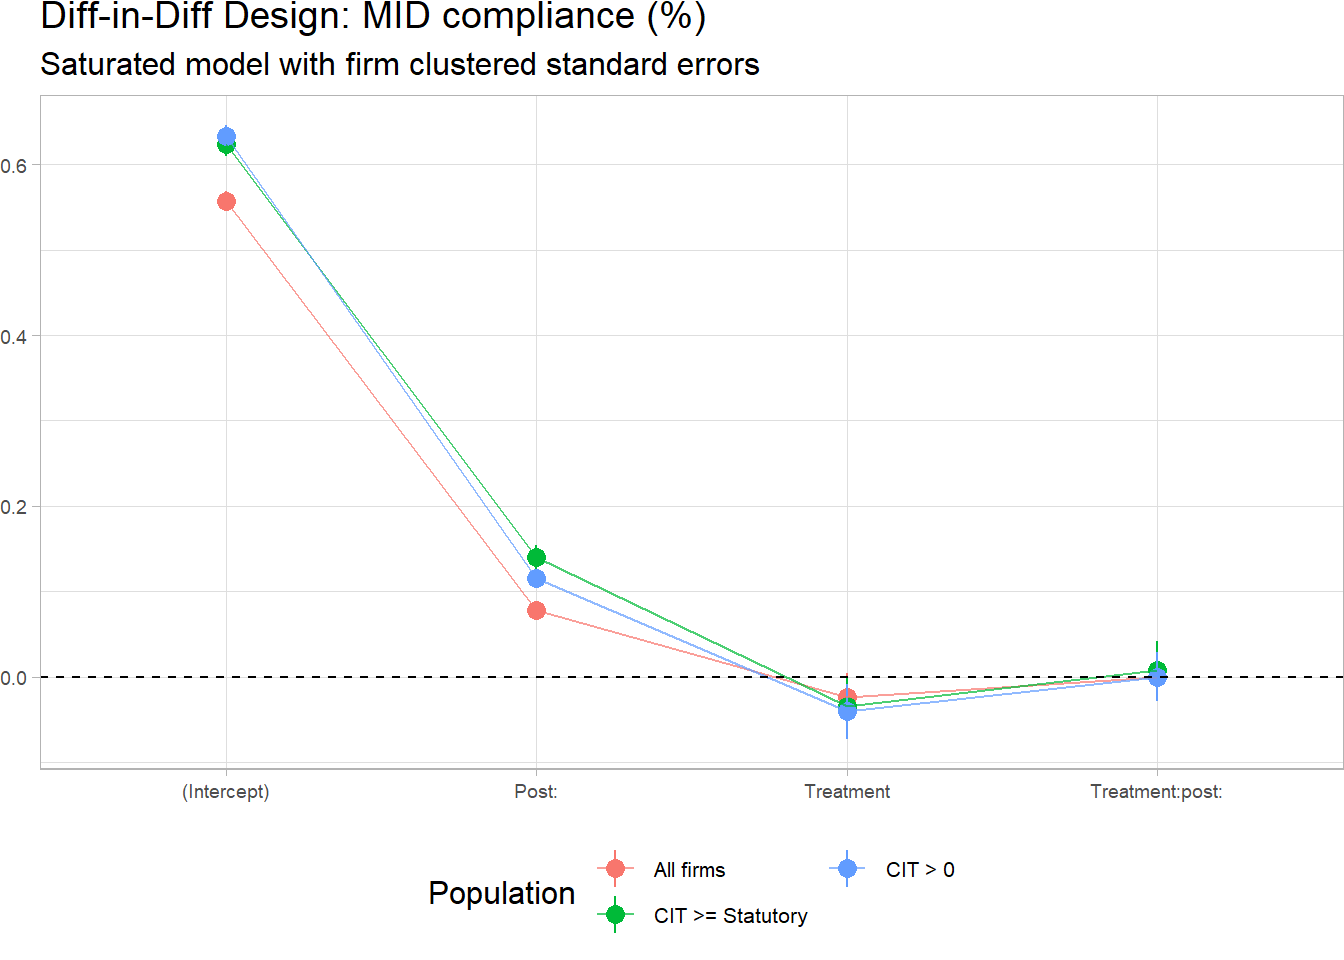 Diff-in-Diff Design: MID compliance (%)
Saturated model with firm clustered standard errors
0.6
0.4
0.2
0.0
(Intercept)
Post:
Treatment
Treatment:post:
Population
All firms
CIT > 0
CIT >= Statutory